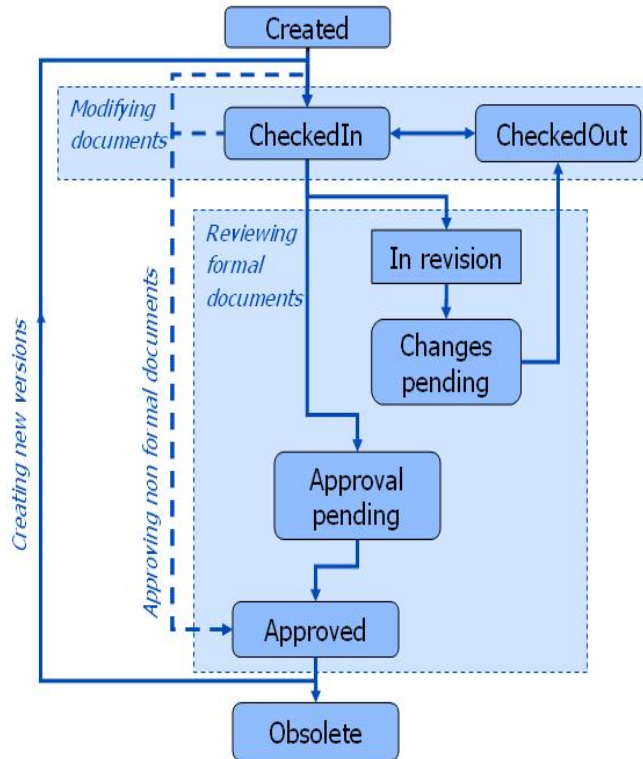 Created
Modifying
documents
CheckedIn
CheckedOut
Reviewing
formal
documents
In revision
Changes
pending
Creating new versions
Approving non formal documents
Approval
pending
Approved
Obsolete